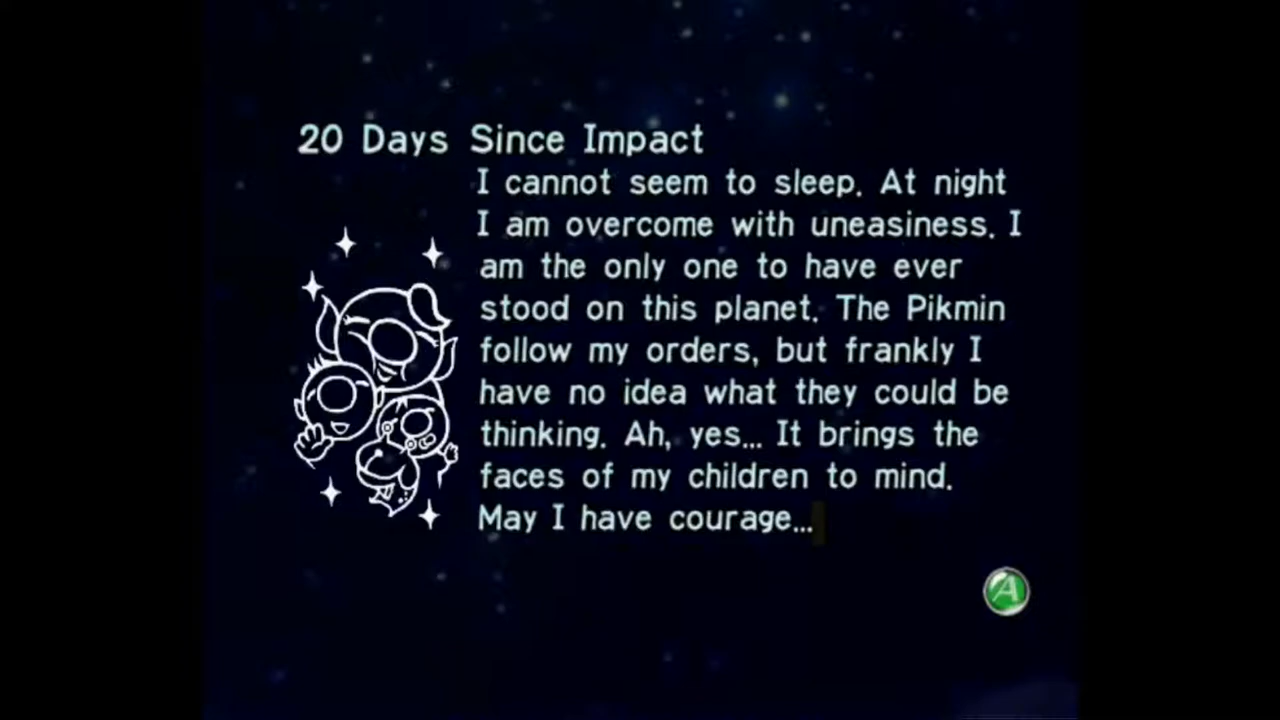 20 Days Since Impact
I cannot seem to sleep. At night
I am overcome with uneasiness. I
am the only one to have ever
stood on this planet. The Pikmin
follow my orders, but frankly I
have no idea what they could be
thinking. Ah, yes... It brings the
faces of my children to mind.
May I have courage...
A